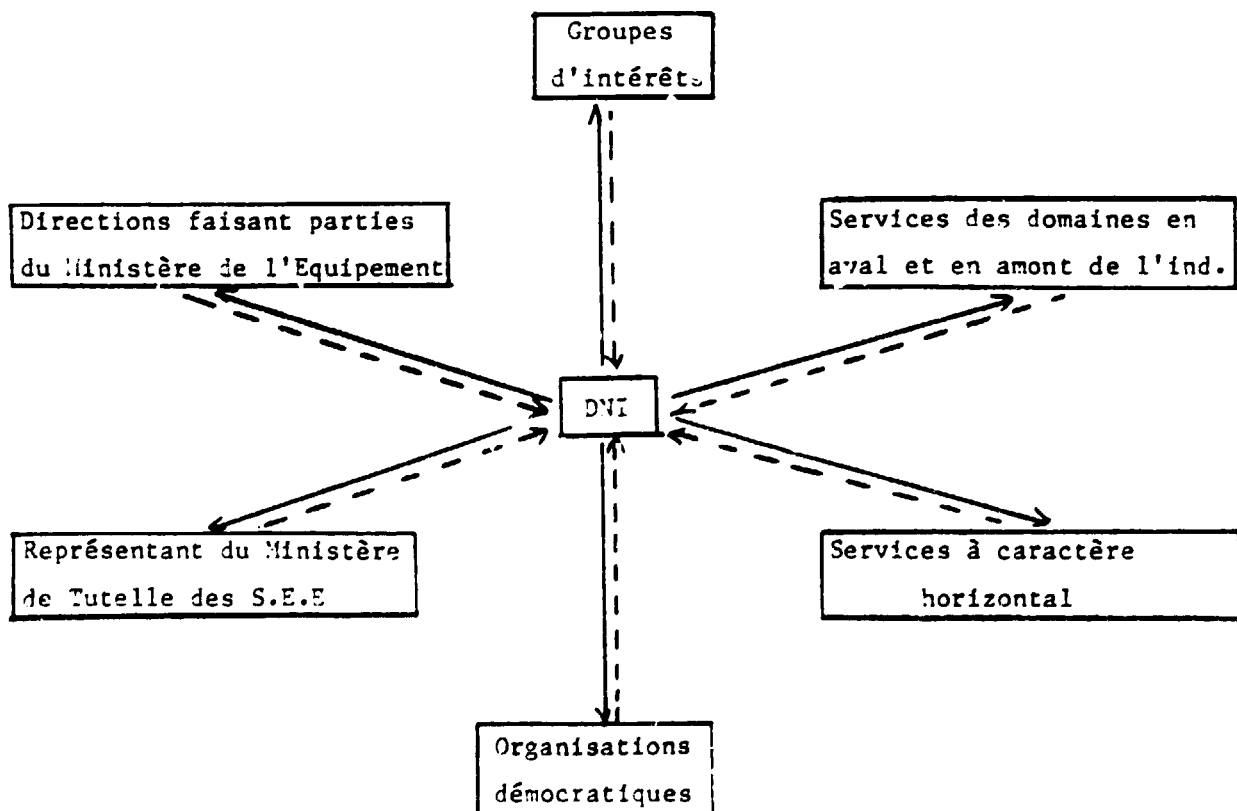 Groupes
d'intérêts
Directions faisant parties
du Ministère de l'Equipement
Services des domaines en
aval et en amont de l'ind.
DNI
Représentant du Ministère
de Tutelle des S.E.E
Services à caractère
horizontal
Organisations
démocratiques